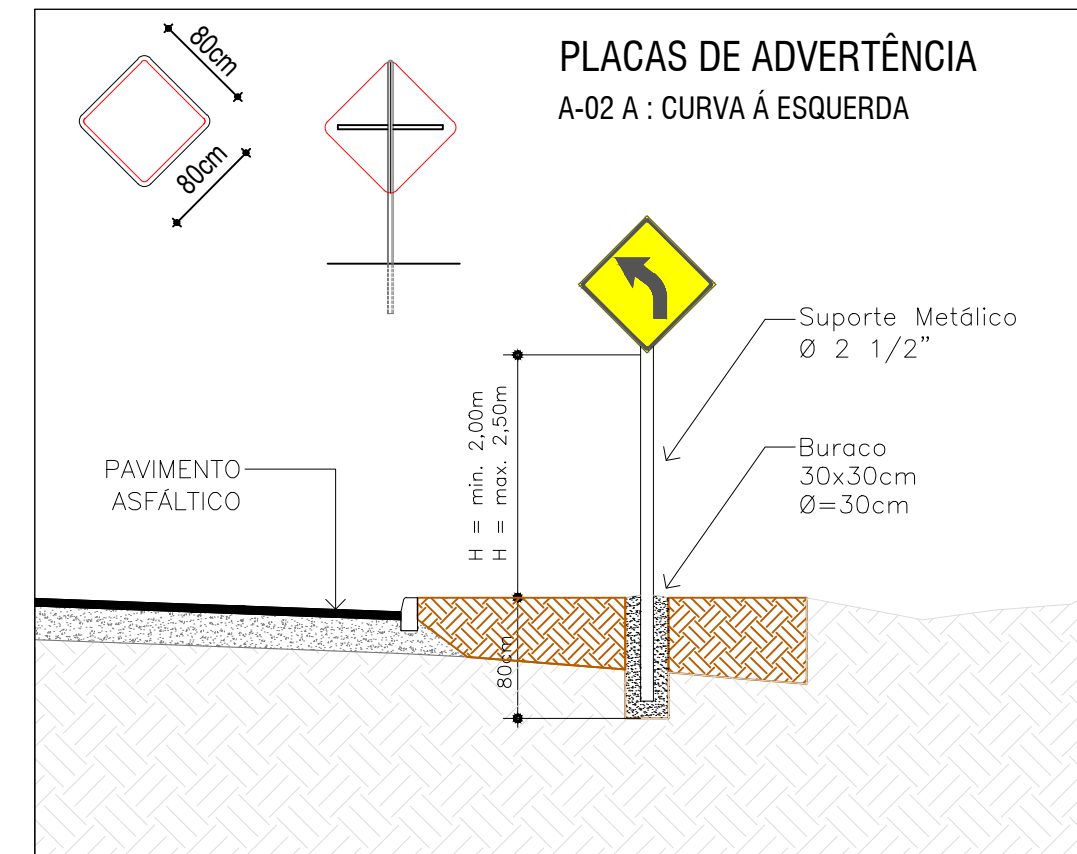 80cm
80cm
PLACAS DE ADVERTÊNCIA
A-02 A : CURVA Á ESQUERDA
Suporte Metálico
Ø 2 1/2"
H = min. 2,00m
H = max. 2,50m
Buraco
30x30cm
Ø=30cm
PAVIMENTO
ASFÁLTICO
80cm